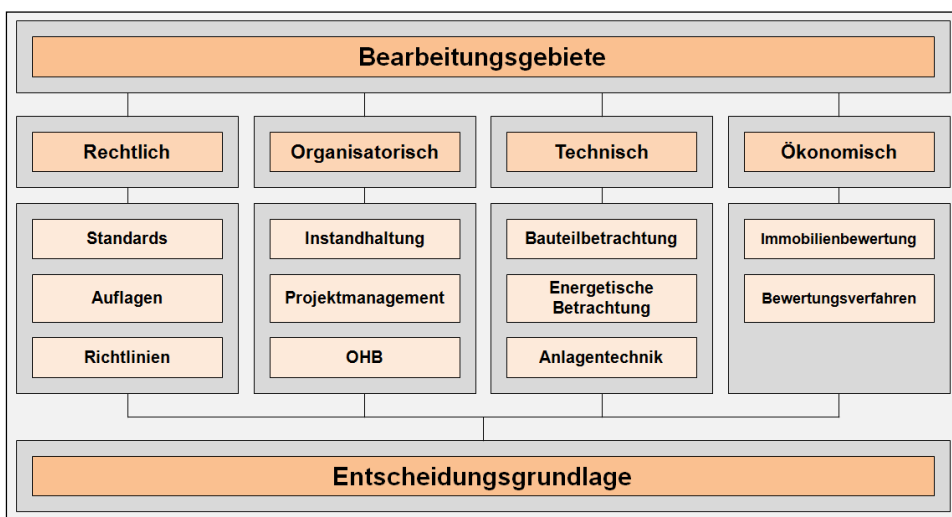 Bearbeitungsgebiete
Rechtlich
Organisatorisch
Technisch
Ökonomisch
Standards
Instandhaltung
Bauteilbetrachtung
Immobilienbewertung
Auflagen
Projektmanagement
Energetische
Betrachtung
Bewertungsverfahren
Richtlinien
OHB
Anlagentechnik
Entscheidungsgrundlage